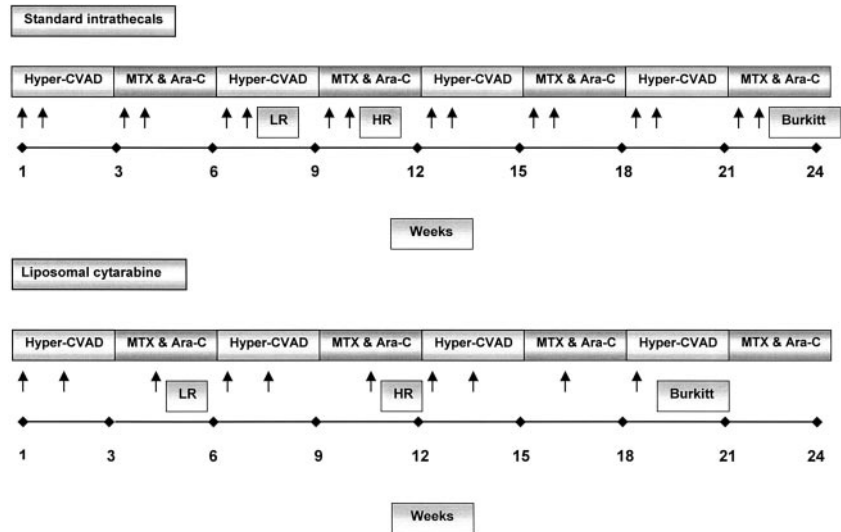 Standard intrathecals
Hyper-CVAD MTX & Ara-C Hyper-CVAD MTX & Ara-C Hyper-CVAD MTX & Ara-C Hyper-CVAD MTX & Ara-C
LR HR Burkitt
1 3 6 9 12 15 18 21 24
Weeks
Liposomal cytarabine
Hyper-CVAD MTX & Ara-C Hyper-CVAD MTX & Ara-C Hyper-CVAD MTX & Ara-C Hyper-CVAD MTX & Ara-C
LR HR Burkitt
1 3 6 9 12 15 18 21 24
Weeks